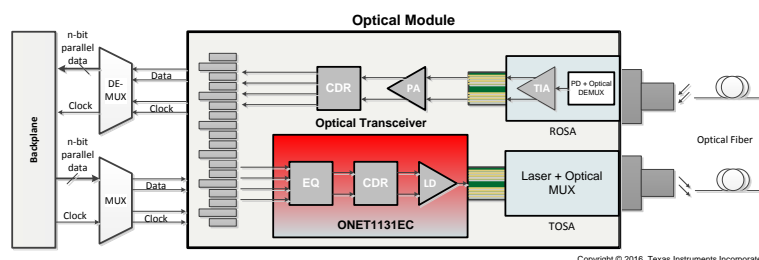 Optical Module
n-bit
parallel
data
DE-
MUX
Data
Clock
Clock
Backplane
n-bit
parallel
data
MUX
Data
Clock
Clock
CDR
PA
TIA
PD + Optical
DEMUX
ROSA
Optical Transceiver
EQ
CDR
LD
ONET1131EC
Laser + Optical
MUX
TOSA
Optical Fiber
Copyright © 2016, Texas Instruments Incorporate